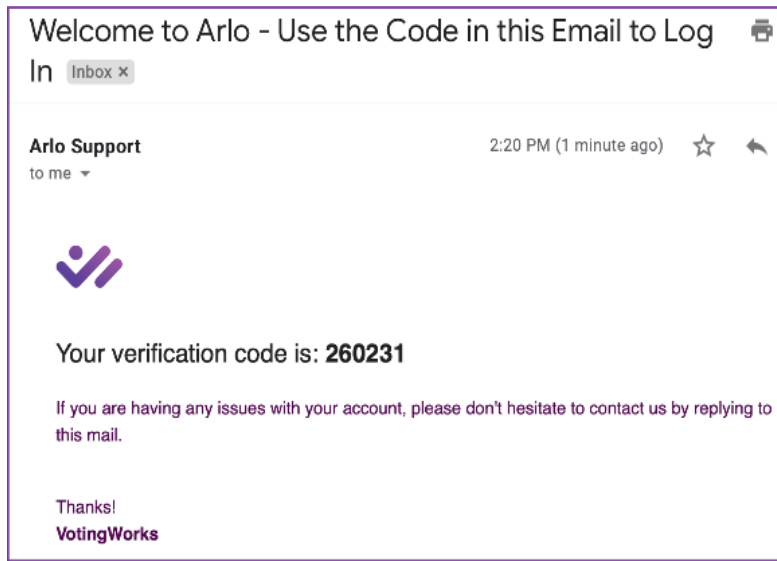 Welcome to Arlo - Use the Code in this Email to Log
In Inbox ×
Arlo Support 2:20 PM (1 minute ago)
to me
Your verification code is: 260231
If you are having any issues with your account, please don't hesitate to contact us by replying to
this mail.
Thanks!
VotingWorks